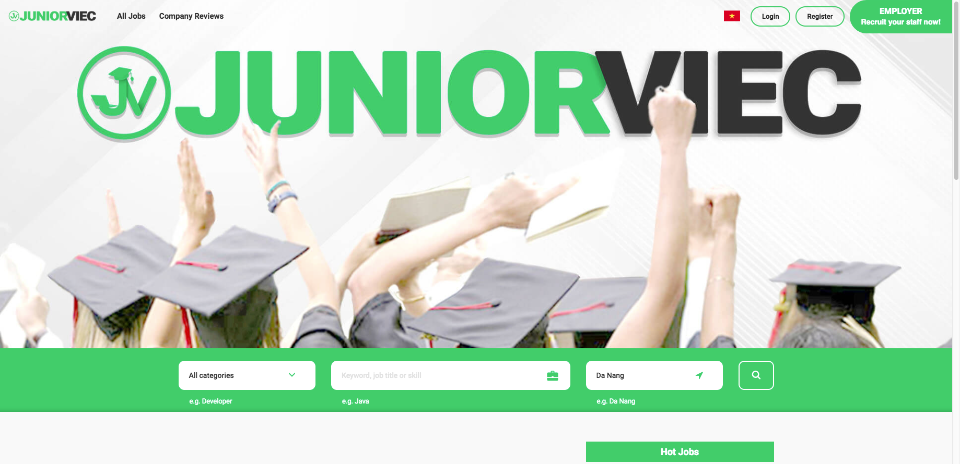 JUNIORVIEC
All Jobs
Company Reviews
Login
Register
EMPLOYER
Recruit your staff now!
JV JUNIORVIEC
All categories
Keyword, job title or skill
Da Nang
e.g. Developer
e.g. Java
e.g. Da Nang
Hot Jobs